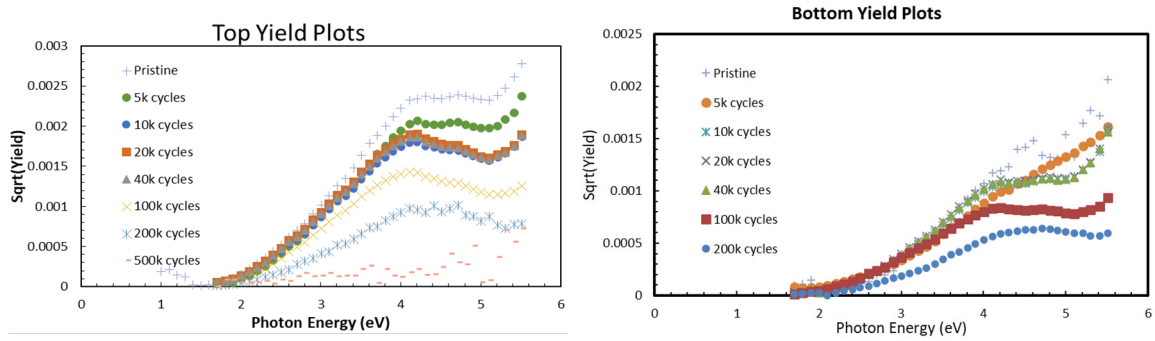 Top Yield Plots
Sqrt(Yield)
0.003
0.0025
0.002
0.0015
0.001
0.0005
0
Pristine
5k cycles
10k cycles
20k cycles
40k cycles
100k cycles
200k cycles
500k cycles
0 1 2 3 4 5 6
Photon Energy (eV)
Bottom Yield Plots
Sqrt(Yield)
0.0025
0.002
0.0015
0.001
0.0005
0
Pristine
5k cycles
10k cycles
20k cycles
40k cycles
100k cycles
200k cycles
0 1 2 3 4 5 6
Photon Energy (eV)